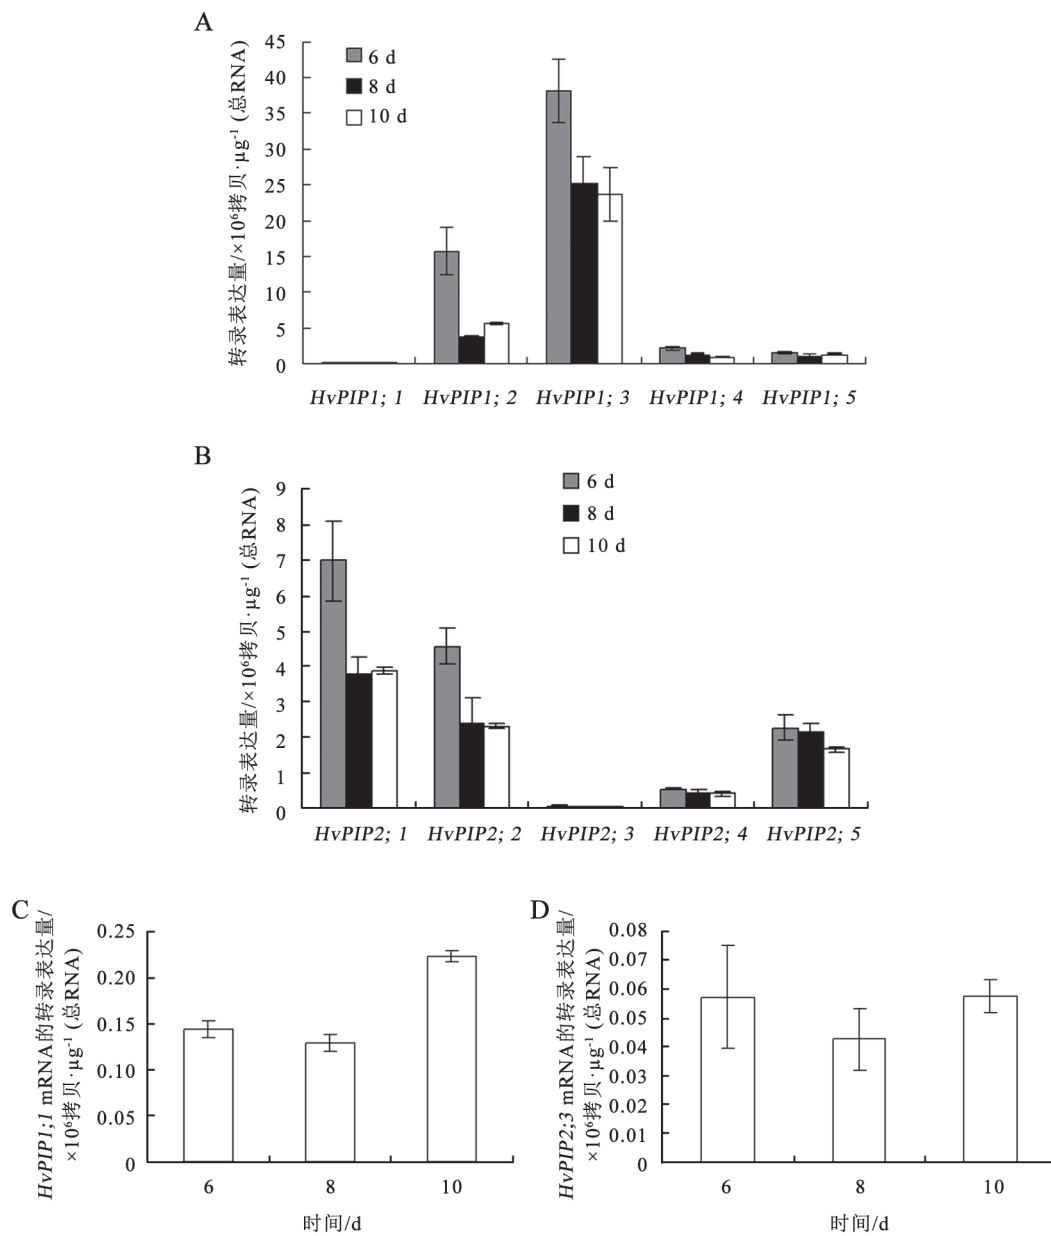 A
转录表达量/×10⁶拷贝·μg⁻¹ (总RNA)
45
40
35
30
25
20
15
10
5
0
6 d
8 d
10 d
HvPIP1; 1 HvPIP1; 2 HvPIP1; 3 HvPIP1; 4 HvPIP1; 5
B
转录表达量/×10⁶拷贝·μg⁻¹ (总RNA)
9
8
7
6
5
4
3
2
1
0
6 d
8 d
10 d
HvPIP2; 1 HvPIP2; 2 HvPIP2; 3 HvPIP2; 4 HvPIP2; 5
C
HvPIP1;1 mRNA的转录表达量/
×10⁶拷贝·μg⁻¹ (总RNA)
0.25
0.20
0.15
0.10
0.05
0
6 8 10
时间/d
D
HvPIP2;3 mRNA的转录表达量/
×10⁶拷贝·μg⁻¹ (总RNA)
0.08
0.07
0.06
0.05
0.04
0.03
0.02
0.01
0
6 8 10
时间/d